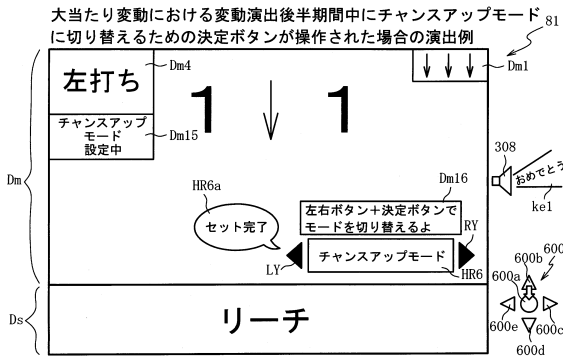 大当たり変動における変動演出後半期間中にチャンスアップモード
に切り替えるための決定ボタンが操作された場合の演出例
81
左打ち
Dm4
1
1
Dm1
チャンスアップ
モード
設定中
Dm15
Dm
308
おめでとう
ke1
HR6a
セット完了
Dm16
左右ボタン＋決定ボタンで
モードを切り替えるよ
LY
チャンスアップモード
RY
HR6
600
600b
600a
600e
600c
600d
Ds
リーチ